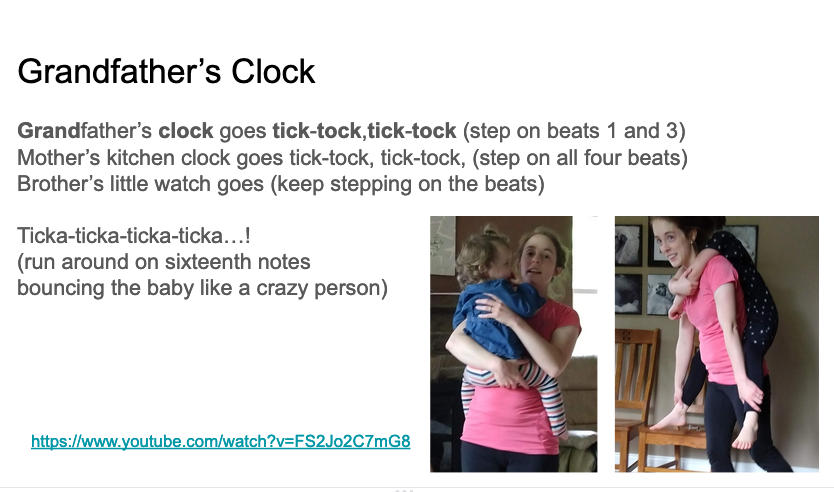 Grandfather’s Clock
Grandfather’s clock goes tick-tock,tick-tock (step on beats 1 and 3)
Mother’s kitchen clock goes tick-tock, tick-tock, (step on all four beats)
Brother’s little watch goes (keep stepping on the beats)
Ticka-ticka-ticka-ticka…!
(run around on sixteenth notes
bouncing the baby like a crazy person)
https://www.youtube.com/watch?v=FS2Jo2C7mG8